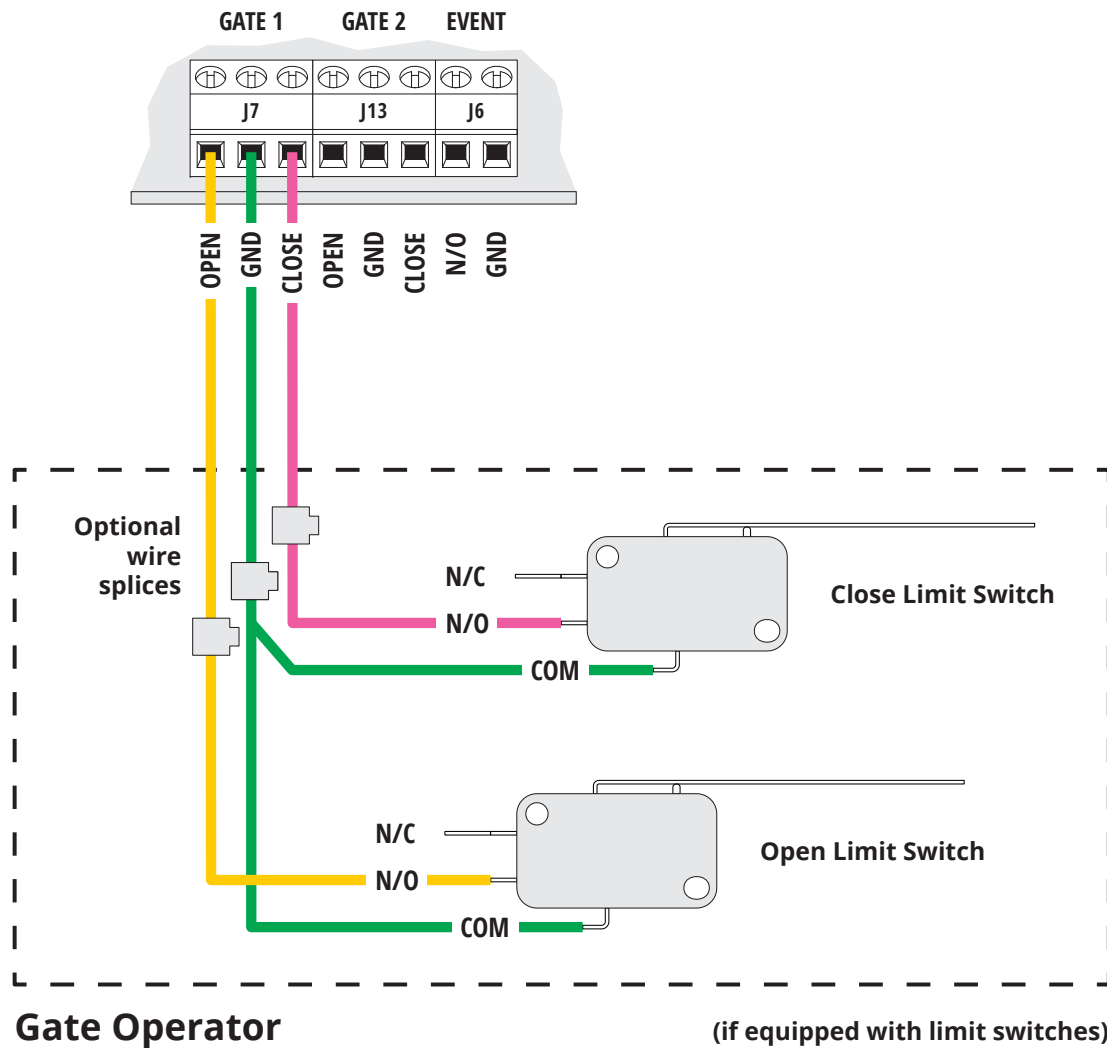 GATE 1 GATE 2 EVENT
J7 J13 J6
OPEN GND CLOSE OPEN GND CLOSE N/O GND
Optional
wire
splices
N/C
N/O
COM
Close Limit Switch
N/C
N/O
COM
Open Limit Switch
Gate Operator
(if equipped with limit switches)